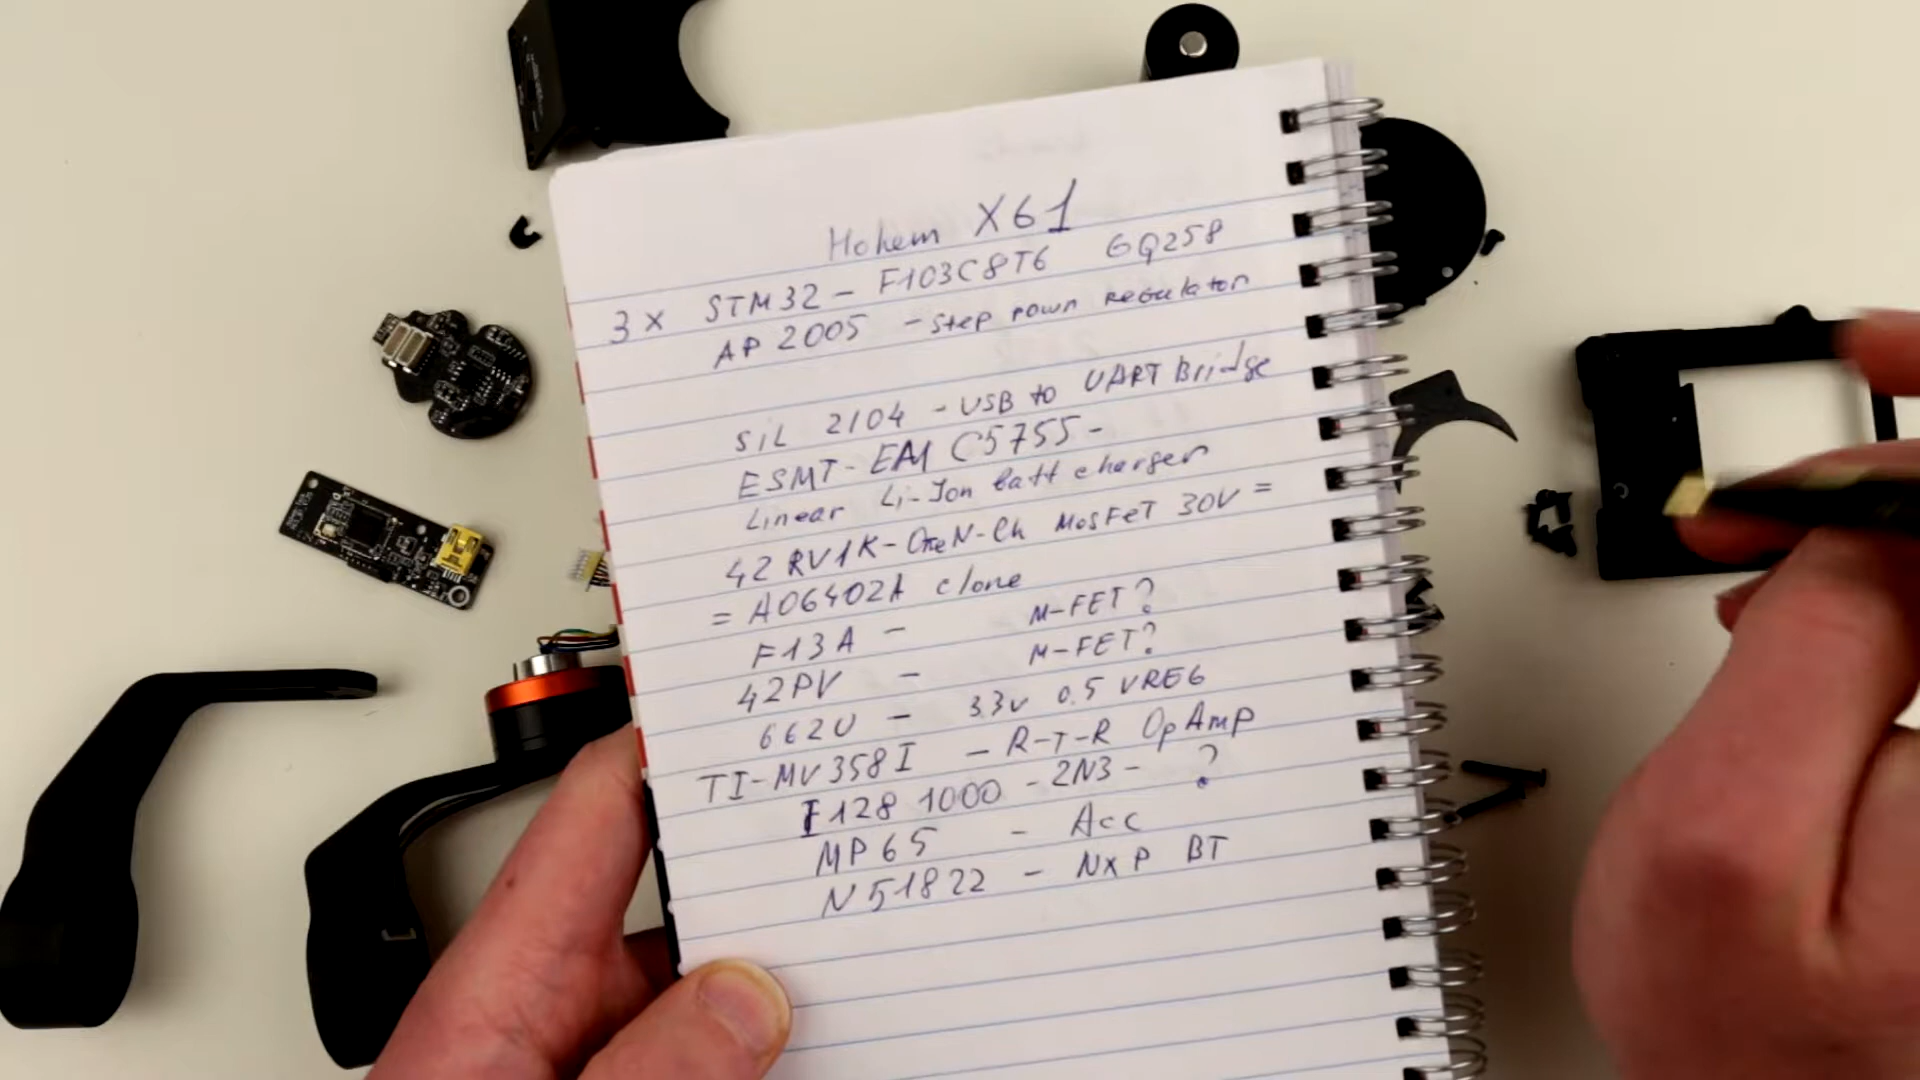 Hohem X61
3x STM32 - F103C8T6 GQ258
AP 2005 - Step rown regulator
SiL 2104 - USB to UART Bridge
ESMT - EM C5755 -
Linear Li-Ion batt charger
42 RV1K - One N-Ch MosFeT 30V =
= AO6402A clone
F13A - M-FET?
42PV - M-FET?
662U - 3.3v 0.5 VREG
TI - MV358I - R-T-R OpAmp
F128 1000 - 2N3 - ?
MP65 - Acc
N51822 - NxP BT